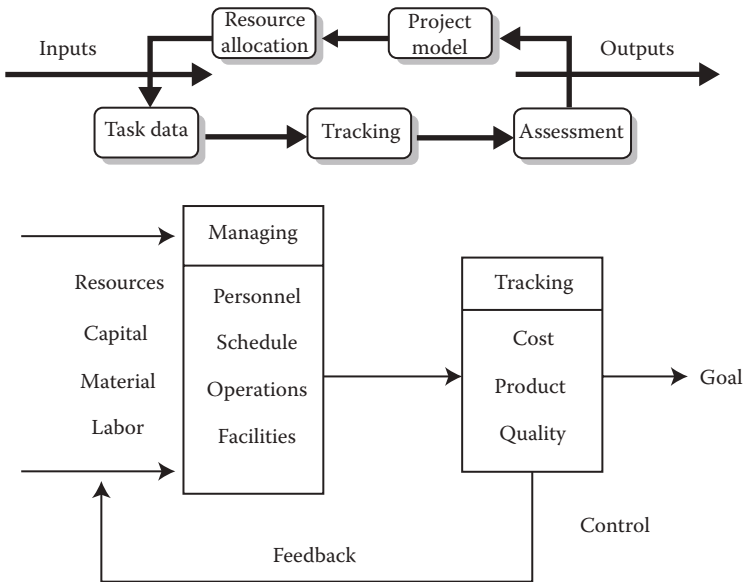 Inputs
Resource
allocation
Project
model
Outputs
Task data
Tracking
Assessment
Resources
Capital
Material
Labor
Managing
Personnel
Schedule
Operations
Facilities
Tracking
Cost
Product
Quality
Goal
Control
Feedback